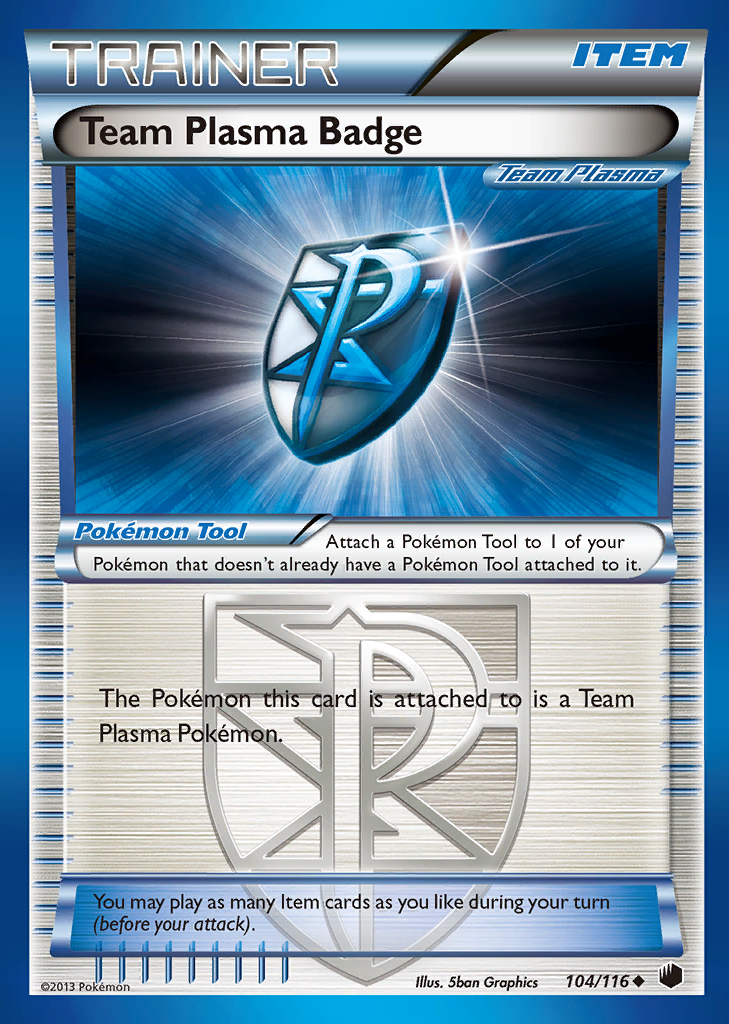 TRAINER
ITEM
Team Plasma Badge
Team Plasma
Pokémon Tool
Attach a Pokémon Tool to 1 of your
Pokémon that doesn't already have a Pokémon Tool attached to it.
The Pokémon this card is attached to is a Team
Plasma Pokémon.
You may play as many Item cards as you like during your turn
(before your attack).
©2013 Pokémon
Illus. 5ban Graphics
104/116